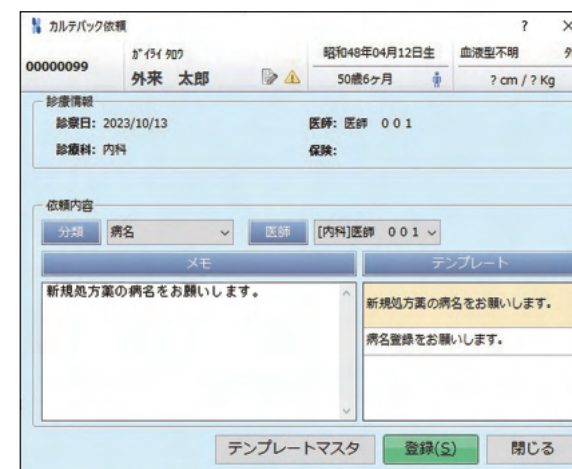 カルテバック依頼 ? ×
00000099 ｶﾞｲﾗｲ ﾀﾛｳ 昭和48年04月12日生 血液型不明
外来 太郎 50歳6ヶ月 ? cm / ? Kg
診療情報
診察日: 2023/10/13 医師: 医師 ００１
診療科: 内科 保険:
依頼内容
分類 病名 医師 [内科]医師 ００１
メモ テンプレート
新規処方薬の病名をお願いします。 新規処方薬の病名をお願いします。
病名登録をお願いします。
テンプレートマスタ 登録(S) 閉じる